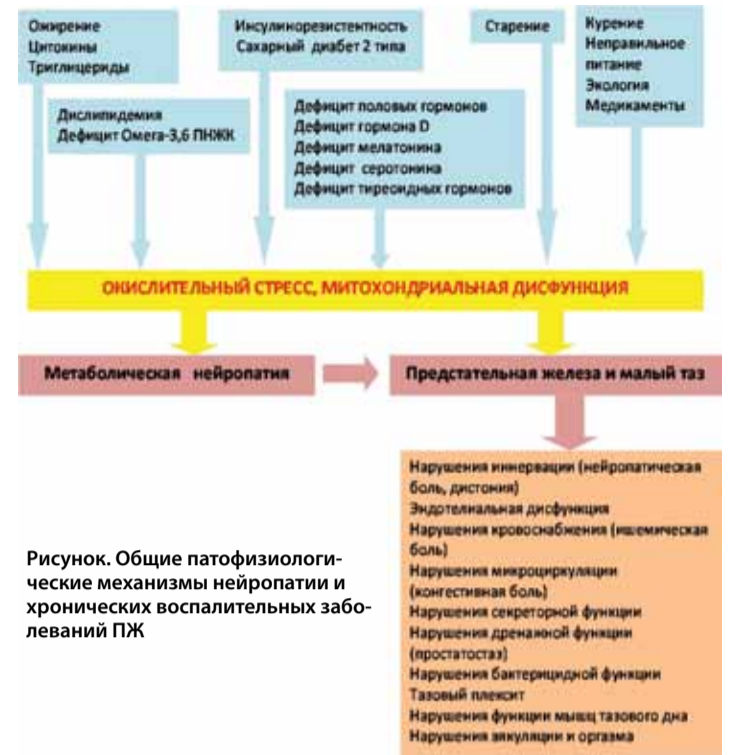 Ожирение
Цитокины
Триглицериды
Инсулинорезистентность
Сахарный диабет 2 типа
Старение
Курение
Неправильное
питание
Экология
Медикаменты
Дислипидемия
Дефицит Омега-3,6 ПНЖК
Дефицит половых гормонов
Дефицит гормона D
Дефицит мелатонина
Дефицит серотонина
Дефицит тиреоидных гормонов
ОКИСЛИТЕЛЬНЫЙ СТРЕСС, МИТОХОНДРИАЛЬНАЯ ДИСФУНКЦИЯ
Метаболическая нейропатия
Предстательная железа и малый таз
Нарушения иннервации (нейропатическая
боль, дистония)
Эндотелиальная дисфункция
Нарушения кровоснабжения (ишемическая
боль)
Нарушения микроциркуляции
(конгестивная боль)
Нарушения секреторной функции
Нарушения дренажной функции
(простатостаз)
Нарушения бактерицидной функции
Тазовый плексит
Нарушения функции мышц тазового дна
Нарушения эякуляции и оргазма
Рисунок. Общие патофизиологи-
ческие механизмы нейропатии и
хронических воспалительных забо-
леваний ПЖ